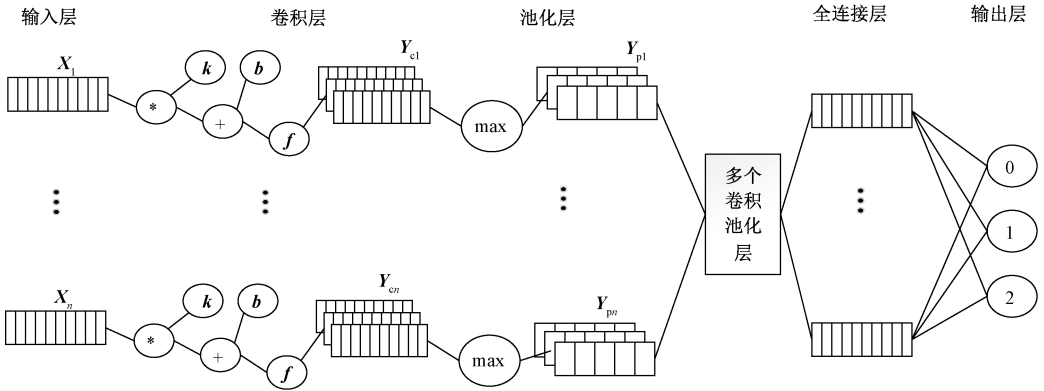 输入层 卷积层 池化层 全连接层 输出层
X1 k b Yc1 Yp1
* + f max
0
多个
卷积
池化
层
1
2
Xn k b Ycn Ypn
* + f max